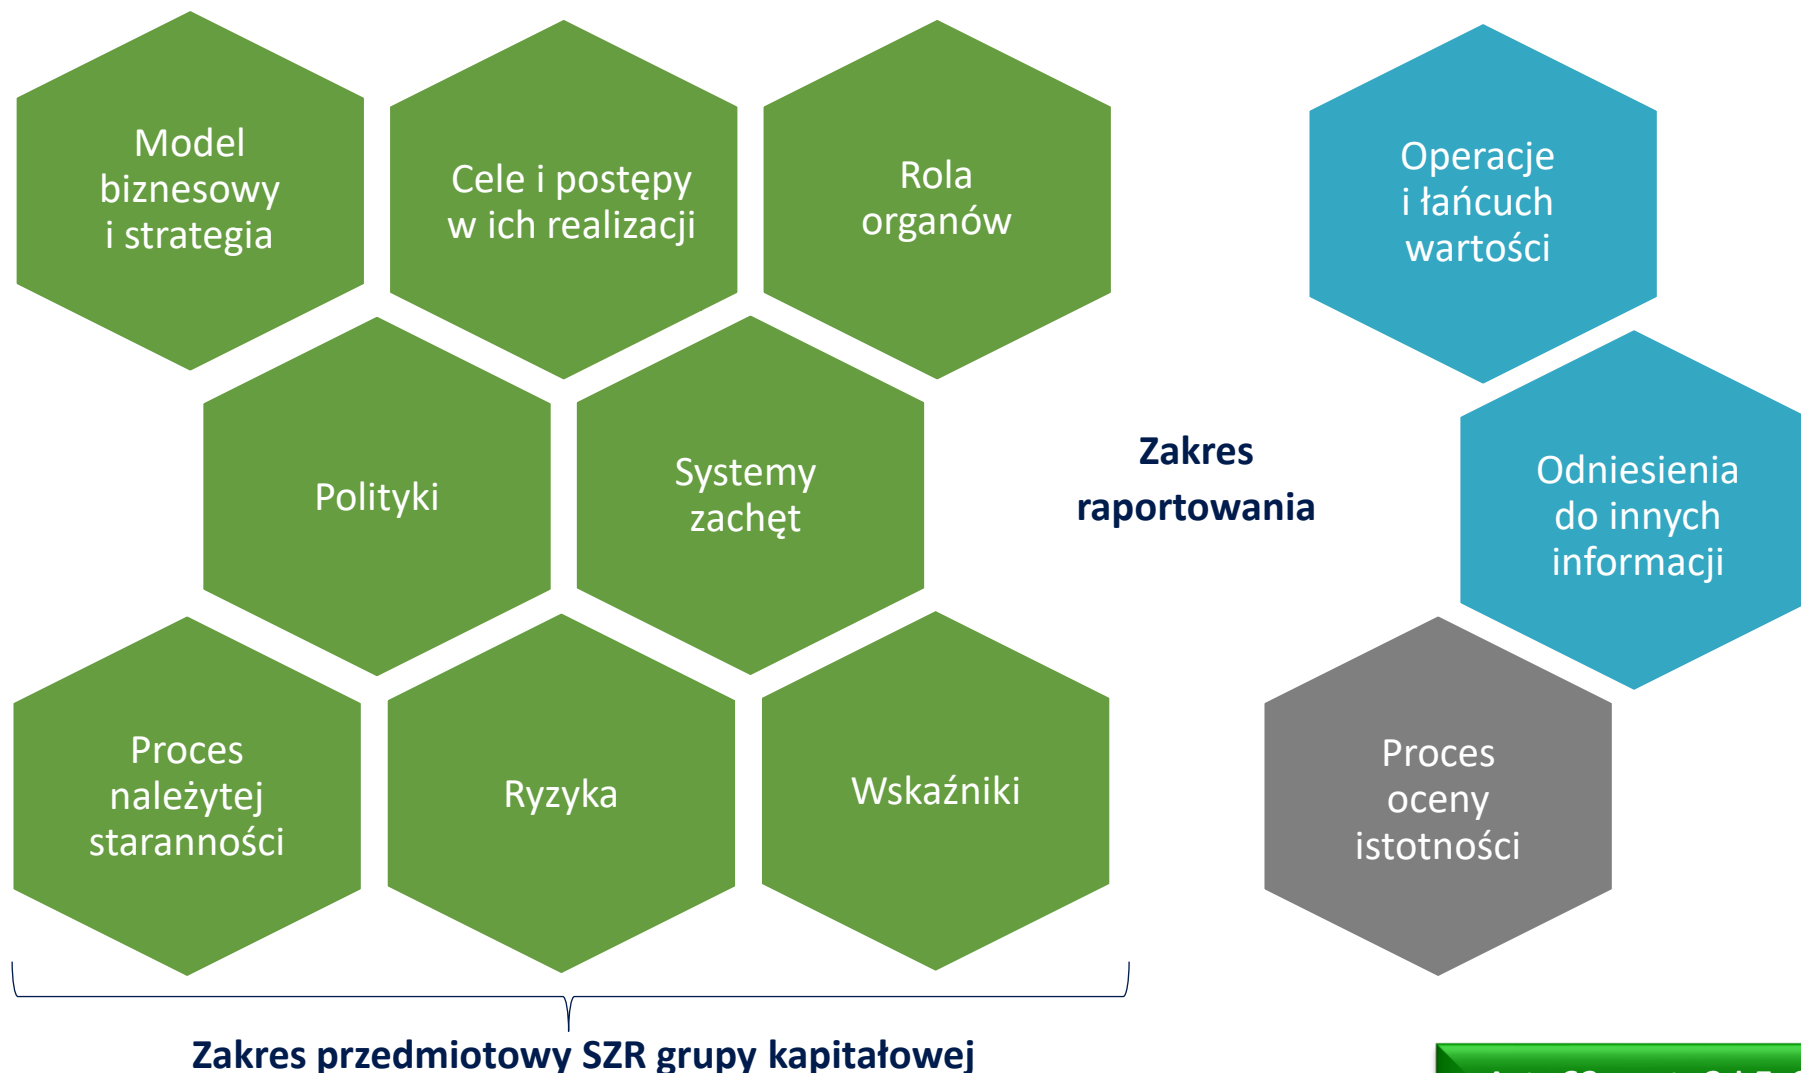 Model
biznesowy
i strategia
Cele i postępy
w ich realizacji
Rola
organów
Operacje
i łańcuch
wartości
Polityki
Systemy
zachęt
Zakres
raportowania
Odniesienia
do innych
informacji
Proces
należytej
staranności
Ryzyka
Wskaźniki
Proces
oceny
istotności
Zakres przedmiotowy SZR grupy kapitałowej